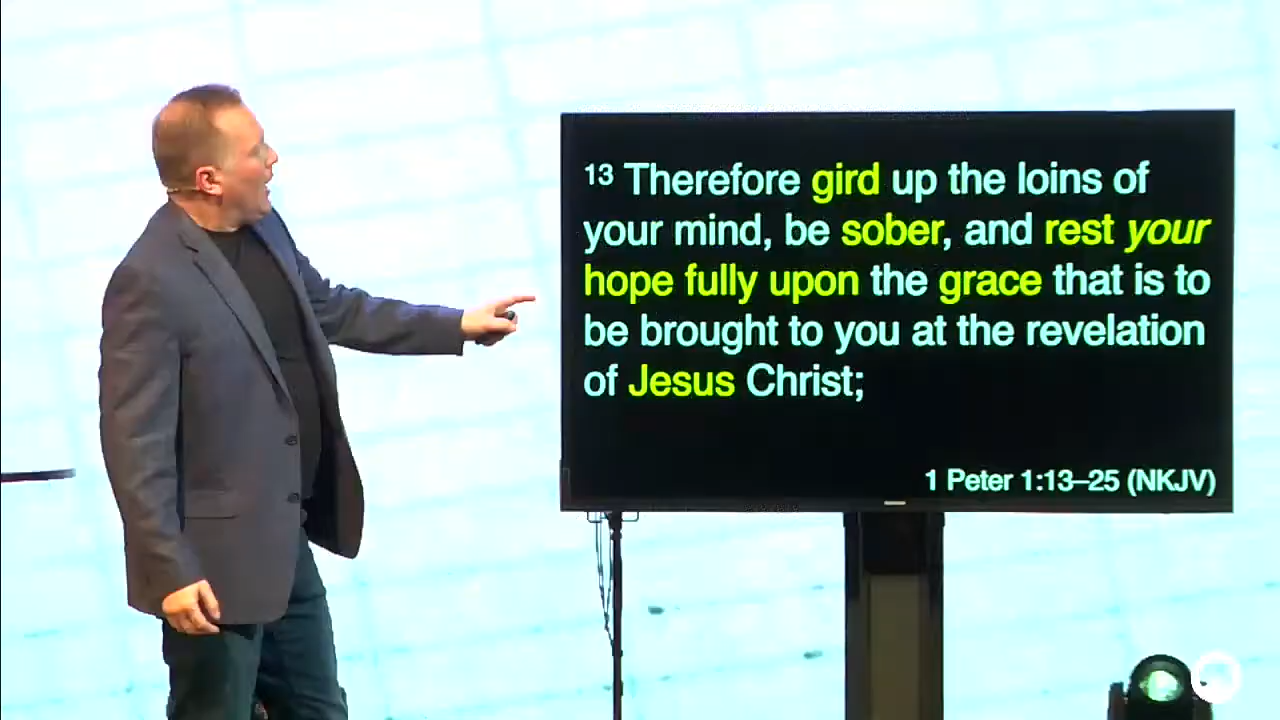 13 Therefore gird up the loins of
your mind, be sober, and rest your
hope fully upon the grace that is to
be brought to you at the revelation
of Jesus Christ;
1 Peter 1:13–25 (NKJV)